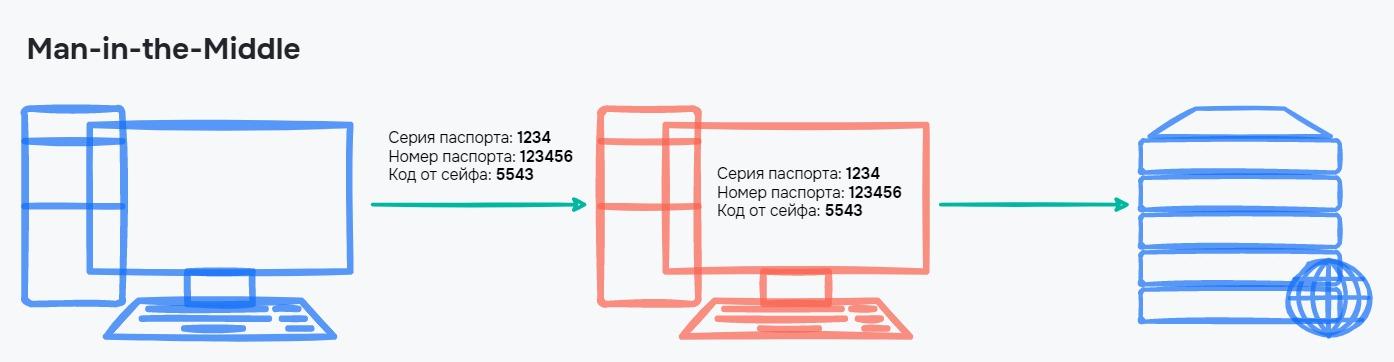 Man-in-the-Middle
Серия паспорта: 1234
Номер паспорта: 123456
Код от сейфа: 5543
Серия паспорта: 1234
Номер паспорта: 123456
Код от сейфа: 5543